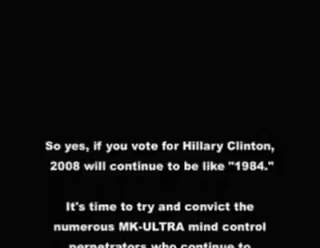 So yes, if you vote for Hillary Clinton,
2008 will continue to be like "1984."
It's time to try and convict the
numerous MK-ULTRA mind control
perpetrators who continue to